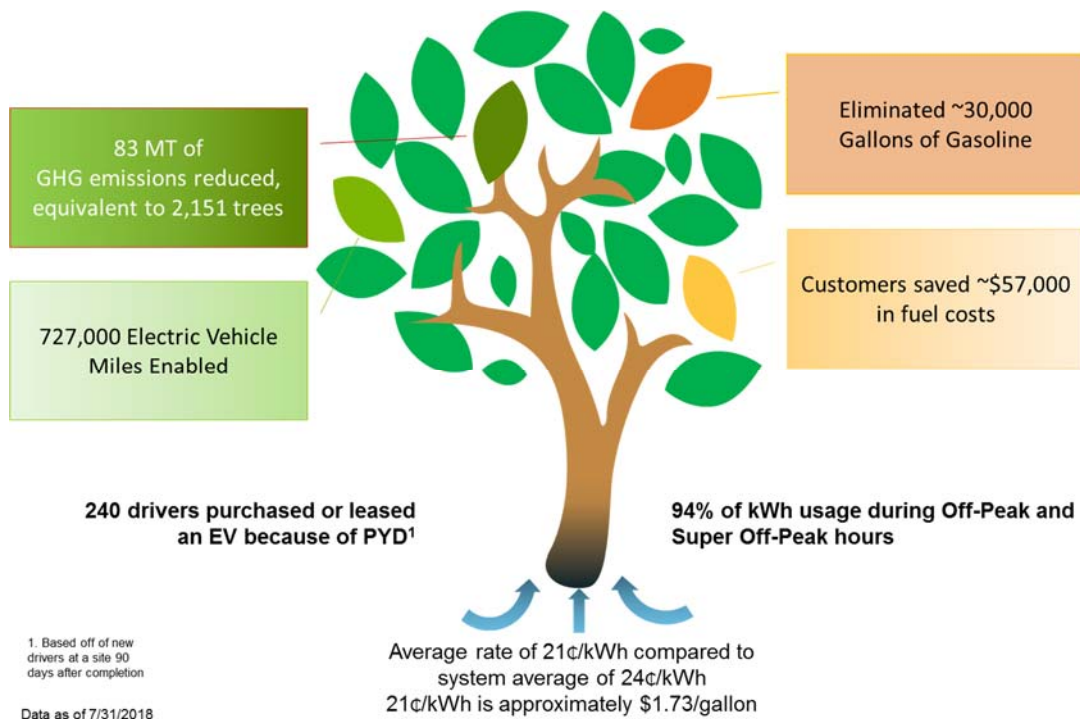 83 MT of
GHG emissions reduced,
equivalent to 2,151 trees
727,000 Electric Vehicle
Miles Enabled
Eliminated ~30,000
Gallons of Gasoline
Customers saved ~$57,000
in fuel costs
240 drivers purchased or leased
an EV because of PYD¹
94% of kWh usage during Off-Peak and
Super Off-Peak hours
Average rate of 21¢/kWh compared to
system average of 24¢/kWh
21¢/kWh is approximately $1.73/gallon
1. Based off of new
drivers at a site 90
days after completion
Data as of 7/31/2018